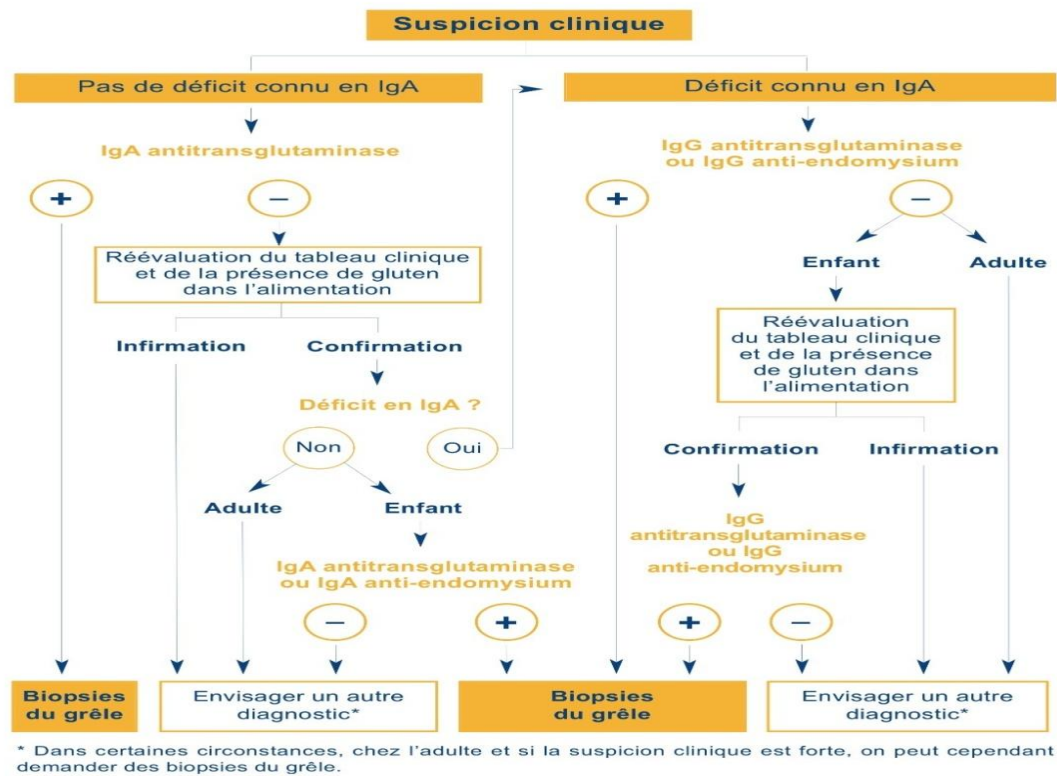 Suspicion clinique
Pas de déficit connu en IgA
Déficit connu en IgA
IgA antitransglutaminase
IgG antitransglutaminase
ou IgG anti-endomysium
+
−
+
−
Réévaluation du tableau clinique
et de la présence de gluten
dans l'alimentation
Enfant
Adulte
Infirmation
Confirmation
Réévaluation
du tableau clinique
et de la présence
de gluten dans
l'alimentation
Déficit en IgA ?
Non
Oui
Confirmation
Infirmation
Adulte
Enfant
IgG
antitransglutaminase
ou IgG
anti-endomysium
IgA antitransglutaminase
ou IgA anti-endomysium
−
+
+
−
Biopsies
du grêle
Envisager un autre
diagnostic*
Biopsies
du grêle
Envisager un autre
diagnostic*
* Dans certaines circonstances, chez l'adulte et si la suspicion clinique est forte, on peut cependant
demander des biopsies du grêle.